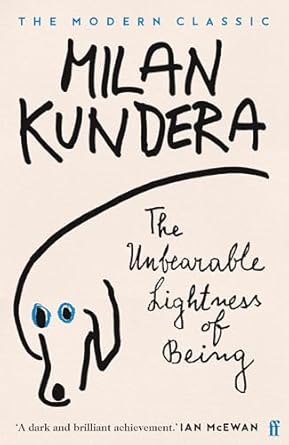 THE MODERN CLASSIC
MILAN
KUNDERA
The
Unbearable
Lightness
of
Being
'A dark and brilliant achievement.' IAN McEWAN
ff